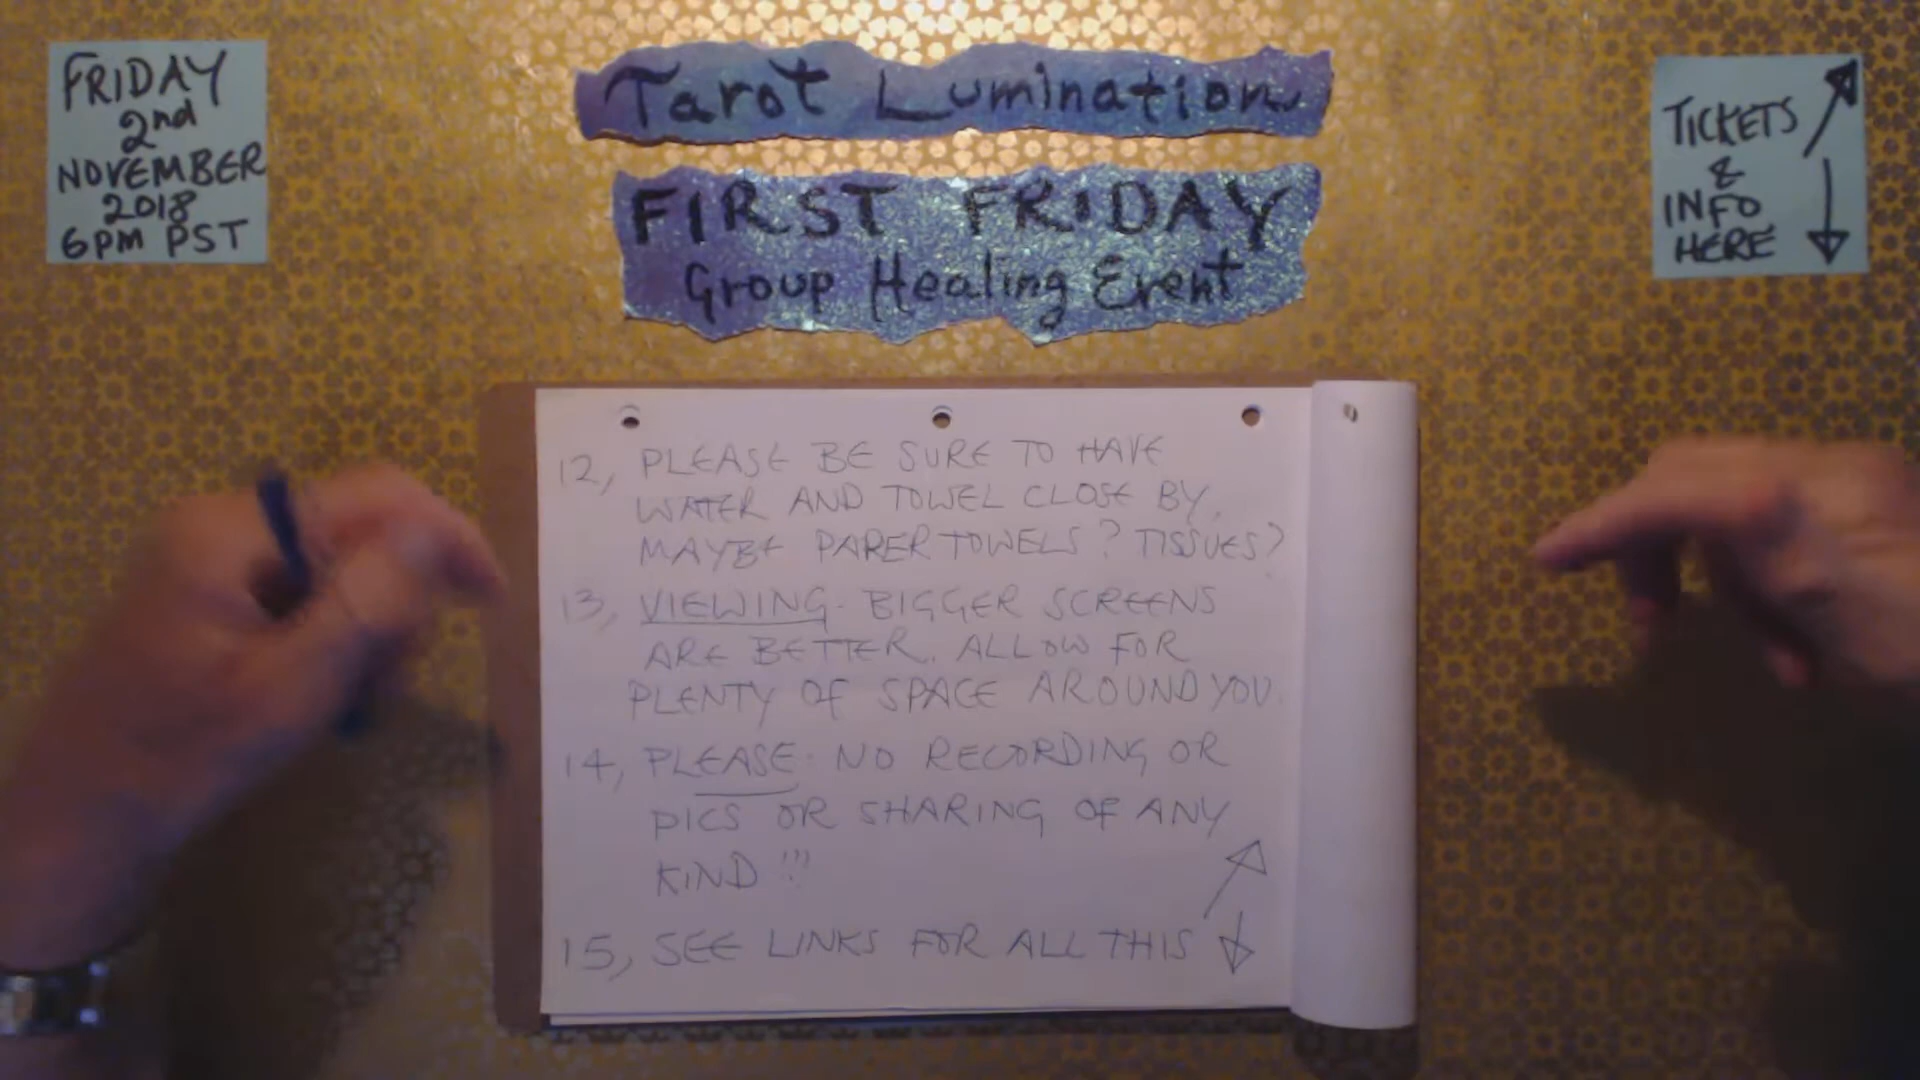 FRIDAY
2nd
NOVEMBER
2018
6PM PST
Tarot Lumination
FIRST FRIDAY
Group Healing Event
TICKETS
&
INFO
HERE
12, PLEASE BE SURE TO HAVE
WATER AND TOWEL CLOSE BY.
MAYBE PAPER TOWELS? TISSUES?
13, VIEWING. BIGGER SCREENS
ARE BETTER. ALLOW FOR
PLENTY OF SPACE AROUND YOU.
14, PLEASE. NO RECORDING OR
PICS OR SHARING OF ANY
KIND!!!
15, SEE LINKS FOR ALL THIS